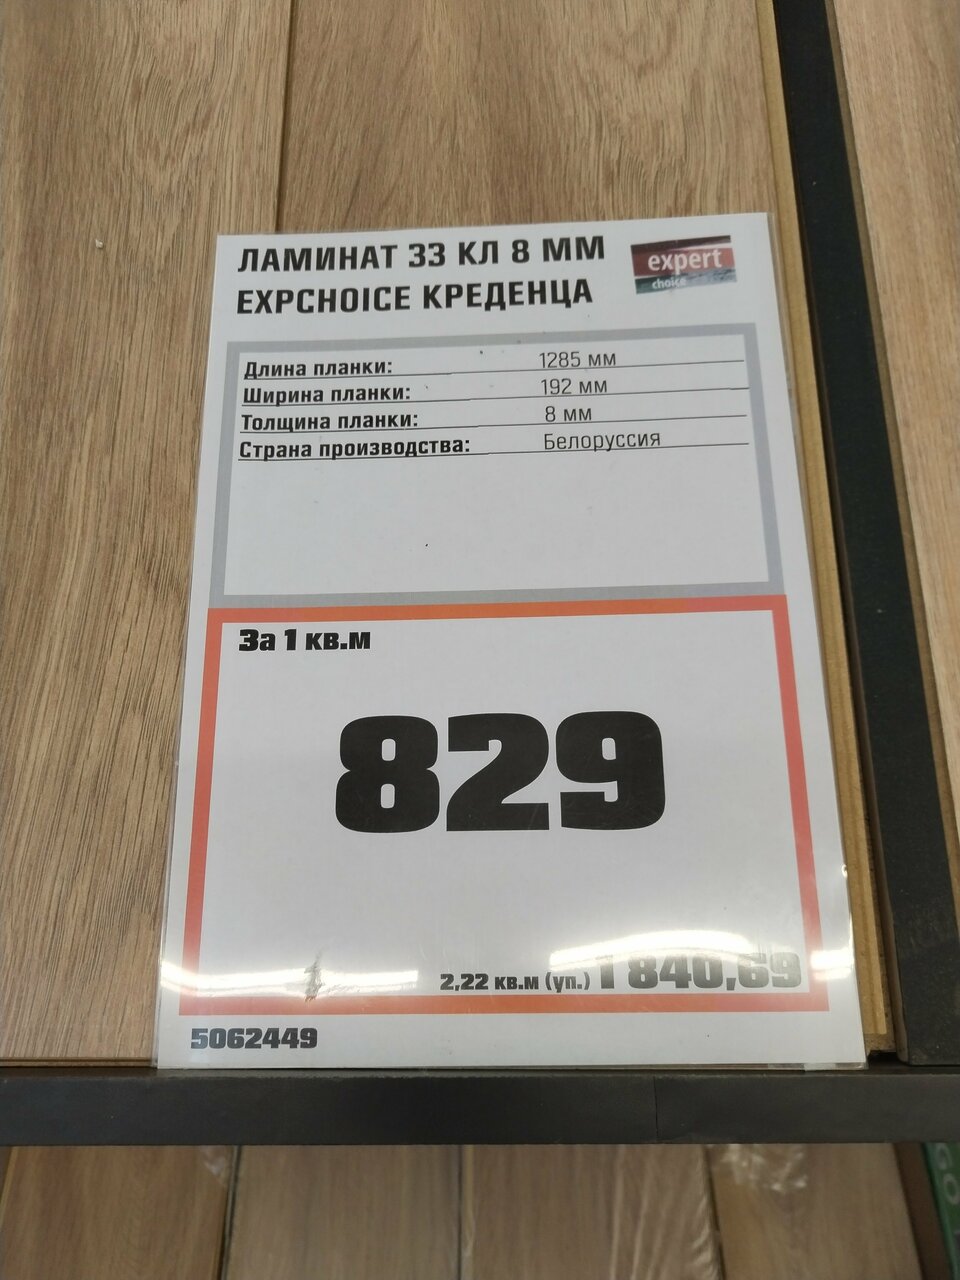 ЛАМИНАТ 33 КЛ 8 ММ
EXPCHOICE КРЕДЕНЦА
expert
choice
Длина планки: 1285 мм
Ширина планки: 192 мм
Толщина планки: 8 мм
Страна производства: Белоруссия
За 1 кв.м
829
2,22 кв.м (уп.) 1 840,69
5062449
GO